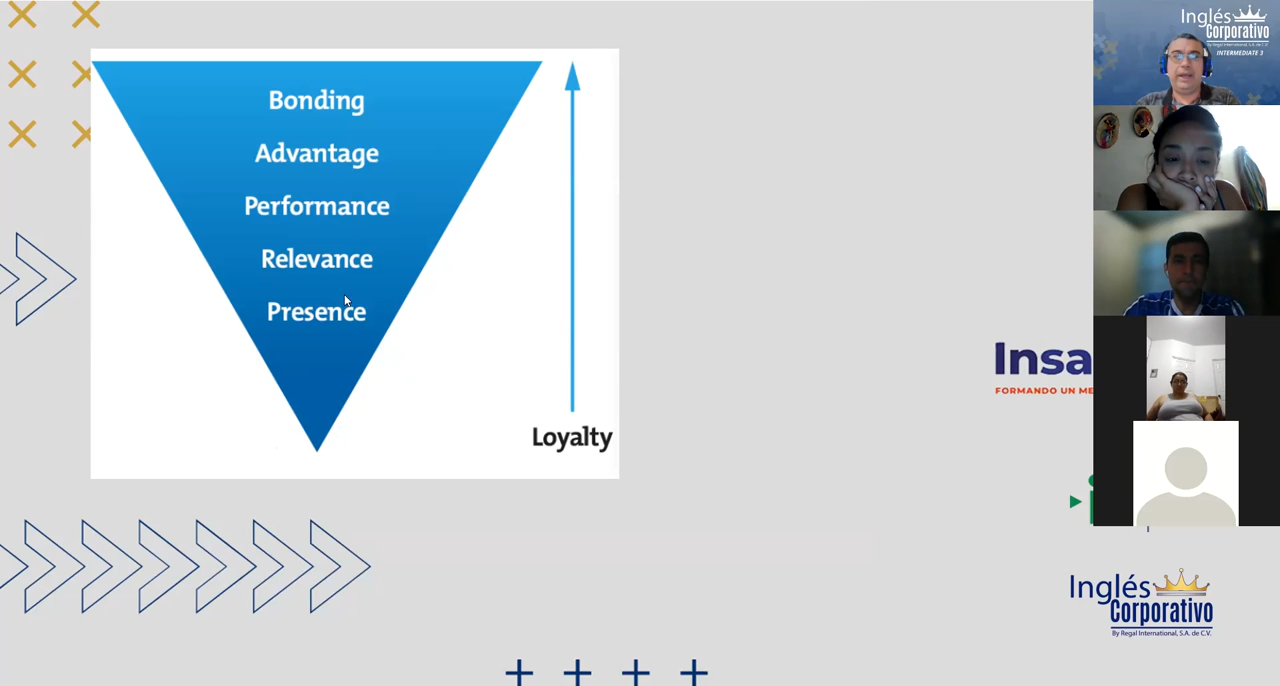 Bonding
Advantage
Performance
Relevance
Presence
Loyalty
Inglés
Corporativo
By Regal International, S.A. de C.V.
INTERMEDIATE 3
Insa
FORMANDO UN ME
Inglés
Corporativo
By Regal International, S.A. de C.V.